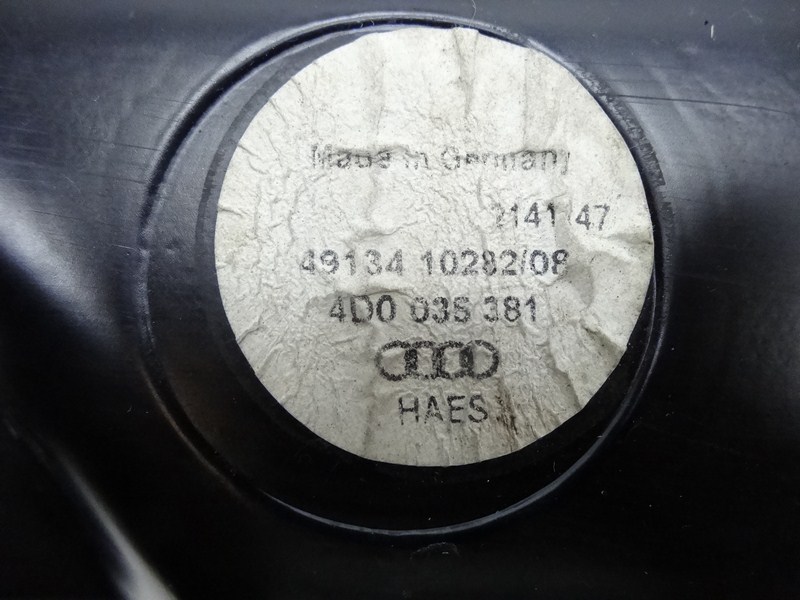 Made in Germany
2141 47
49134 10282/08
4D0 035 381
HAES